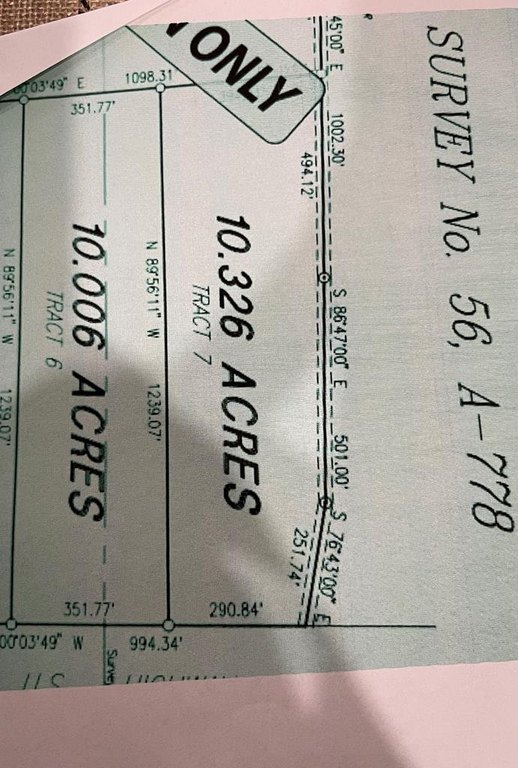 SURVEY No. 56, A-778
45'00" E
1002.30'
494.12'
S 86°47'00" E
501.00'
S 76°43'00" E
251.74'
ONLY
10.326 ACRES
TRACT 7
290.84'
1098.31
N 89°56'11" W 1239.07'
994.34'
03'49" E
351.77'
10.006 ACRES
TRACT 6
351.77'
00°03'49" W
N 89°56'11" W 1239.07'
Survey